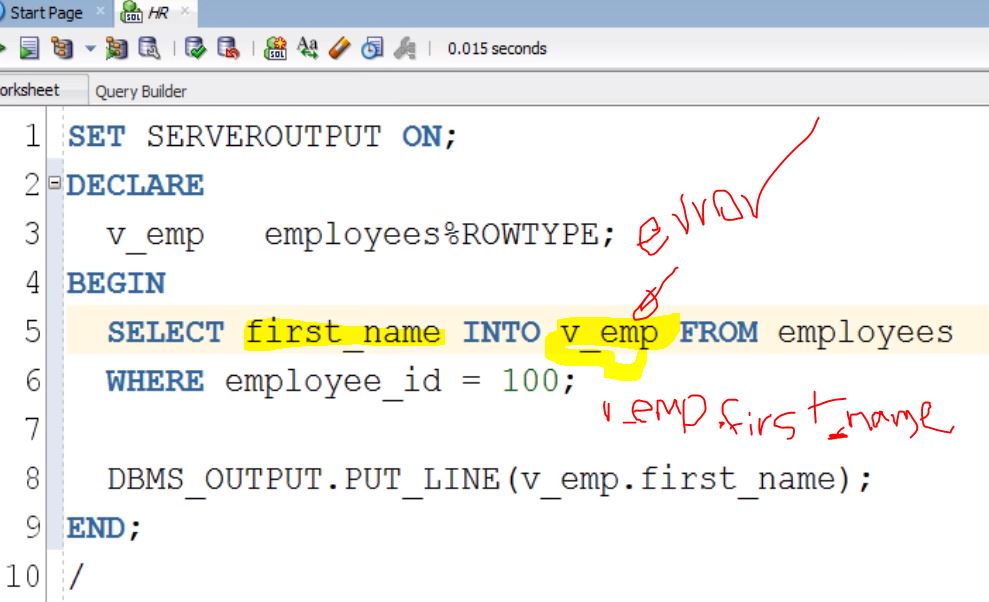 Start Page HR
SQL
0.015 seconds
orksheet Query Builder
1 SET SERVEROUTPUT ON;
2 DECLARE
3 v_emp employees%ROWTYPE; error
4 BEGIN
5 SELECT first_name INTO v_emp FROM employees
6 WHERE employee_id = 100;
v_emp.first_name
7
8 DBMS_OUTPUT.PUT_LINE(v_emp.first_name);
9 END;
10 /